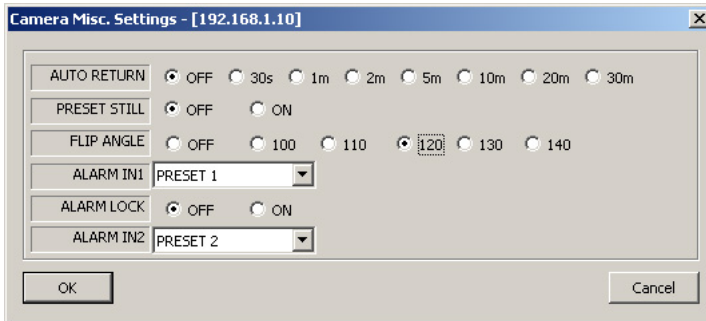 Camera Misc. Settings - [192.168.1.10]
AUTO RETURN OFF 30s 1m 2m 5m 10m 20m 30m
PRESET STILL OFF ON
FLIP ANGLE OFF 100 110 120 130 140
ALARM IN1 PRESET 1
ALARM LOCK OFF ON
ALARM IN2 PRESET 2
OK Cancel